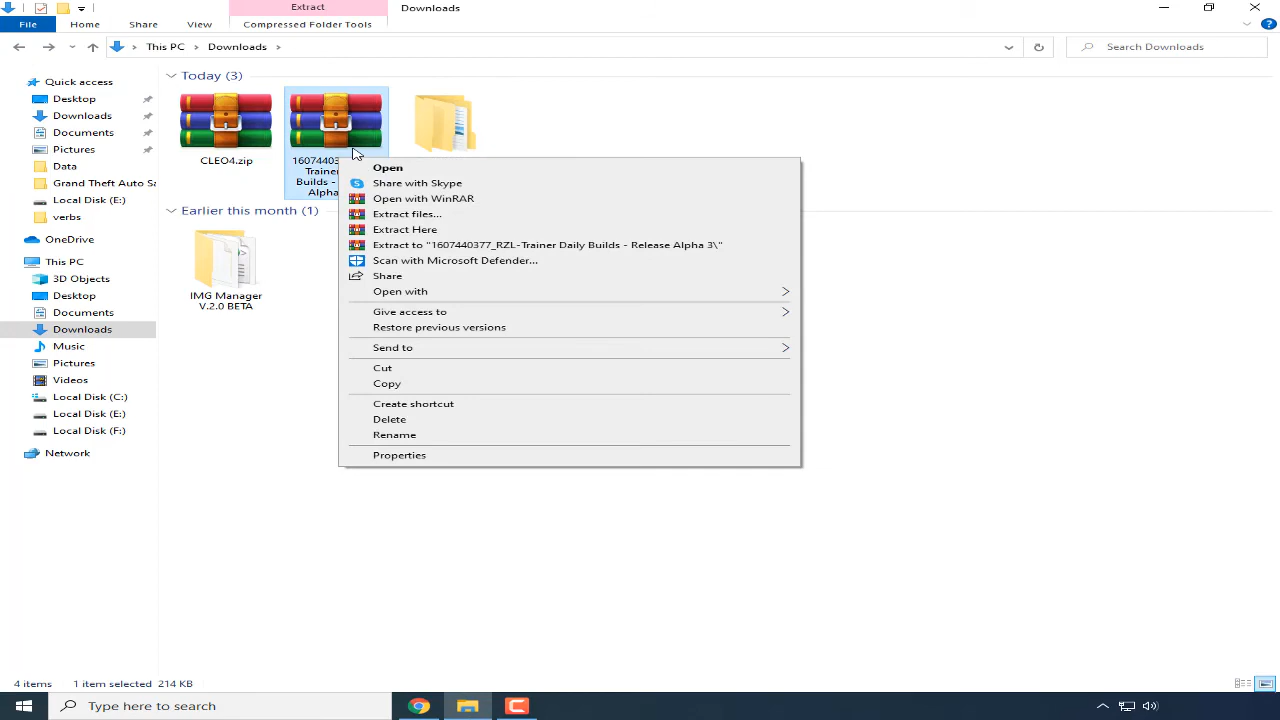 Extract
Downloads
File
Home
Share
View
Compressed Folder Tools
This PC
Downloads
Search Downloads
Quick access
Desktop
Downloads
Documents
Pictures
Data
Grand Theft Auto Sa
Local Disk (E:)
verbs
OneDrive
This PC
3D Objects
Desktop
Documents
Downloads
Music
Pictures
Videos
Local Disk (C:)
Local Disk (E:)
Local Disk (F:)
Network
Today (3)
CLEO4.zip
16074403
Trainer
Builds -
Alpha
Earlier this month (1)
IMG Manager
V.2.0 BETA
Open
Share with Skype
Open with WinRAR
Extract files...
Extract Here
Extract to "1607440377_RZL-Trainer Daily Builds - Release Alpha 3\"
Scan with Microsoft Defender...
Share
Open with
Give access to
Restore previous versions
Send to
Cut
Copy
Create shortcut
Delete
Rename
Properties
4 items
1 item selected 214 KB
Type here to search